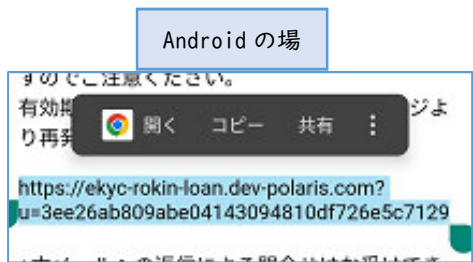 Android の場
すのでご注意ください。
有効期
ジよ
り再発
開く コピー 共有
https://ekyc-rokin-loan.dev-polaris.com?
u=3ee26ab809abe04143094810df726e5c7129